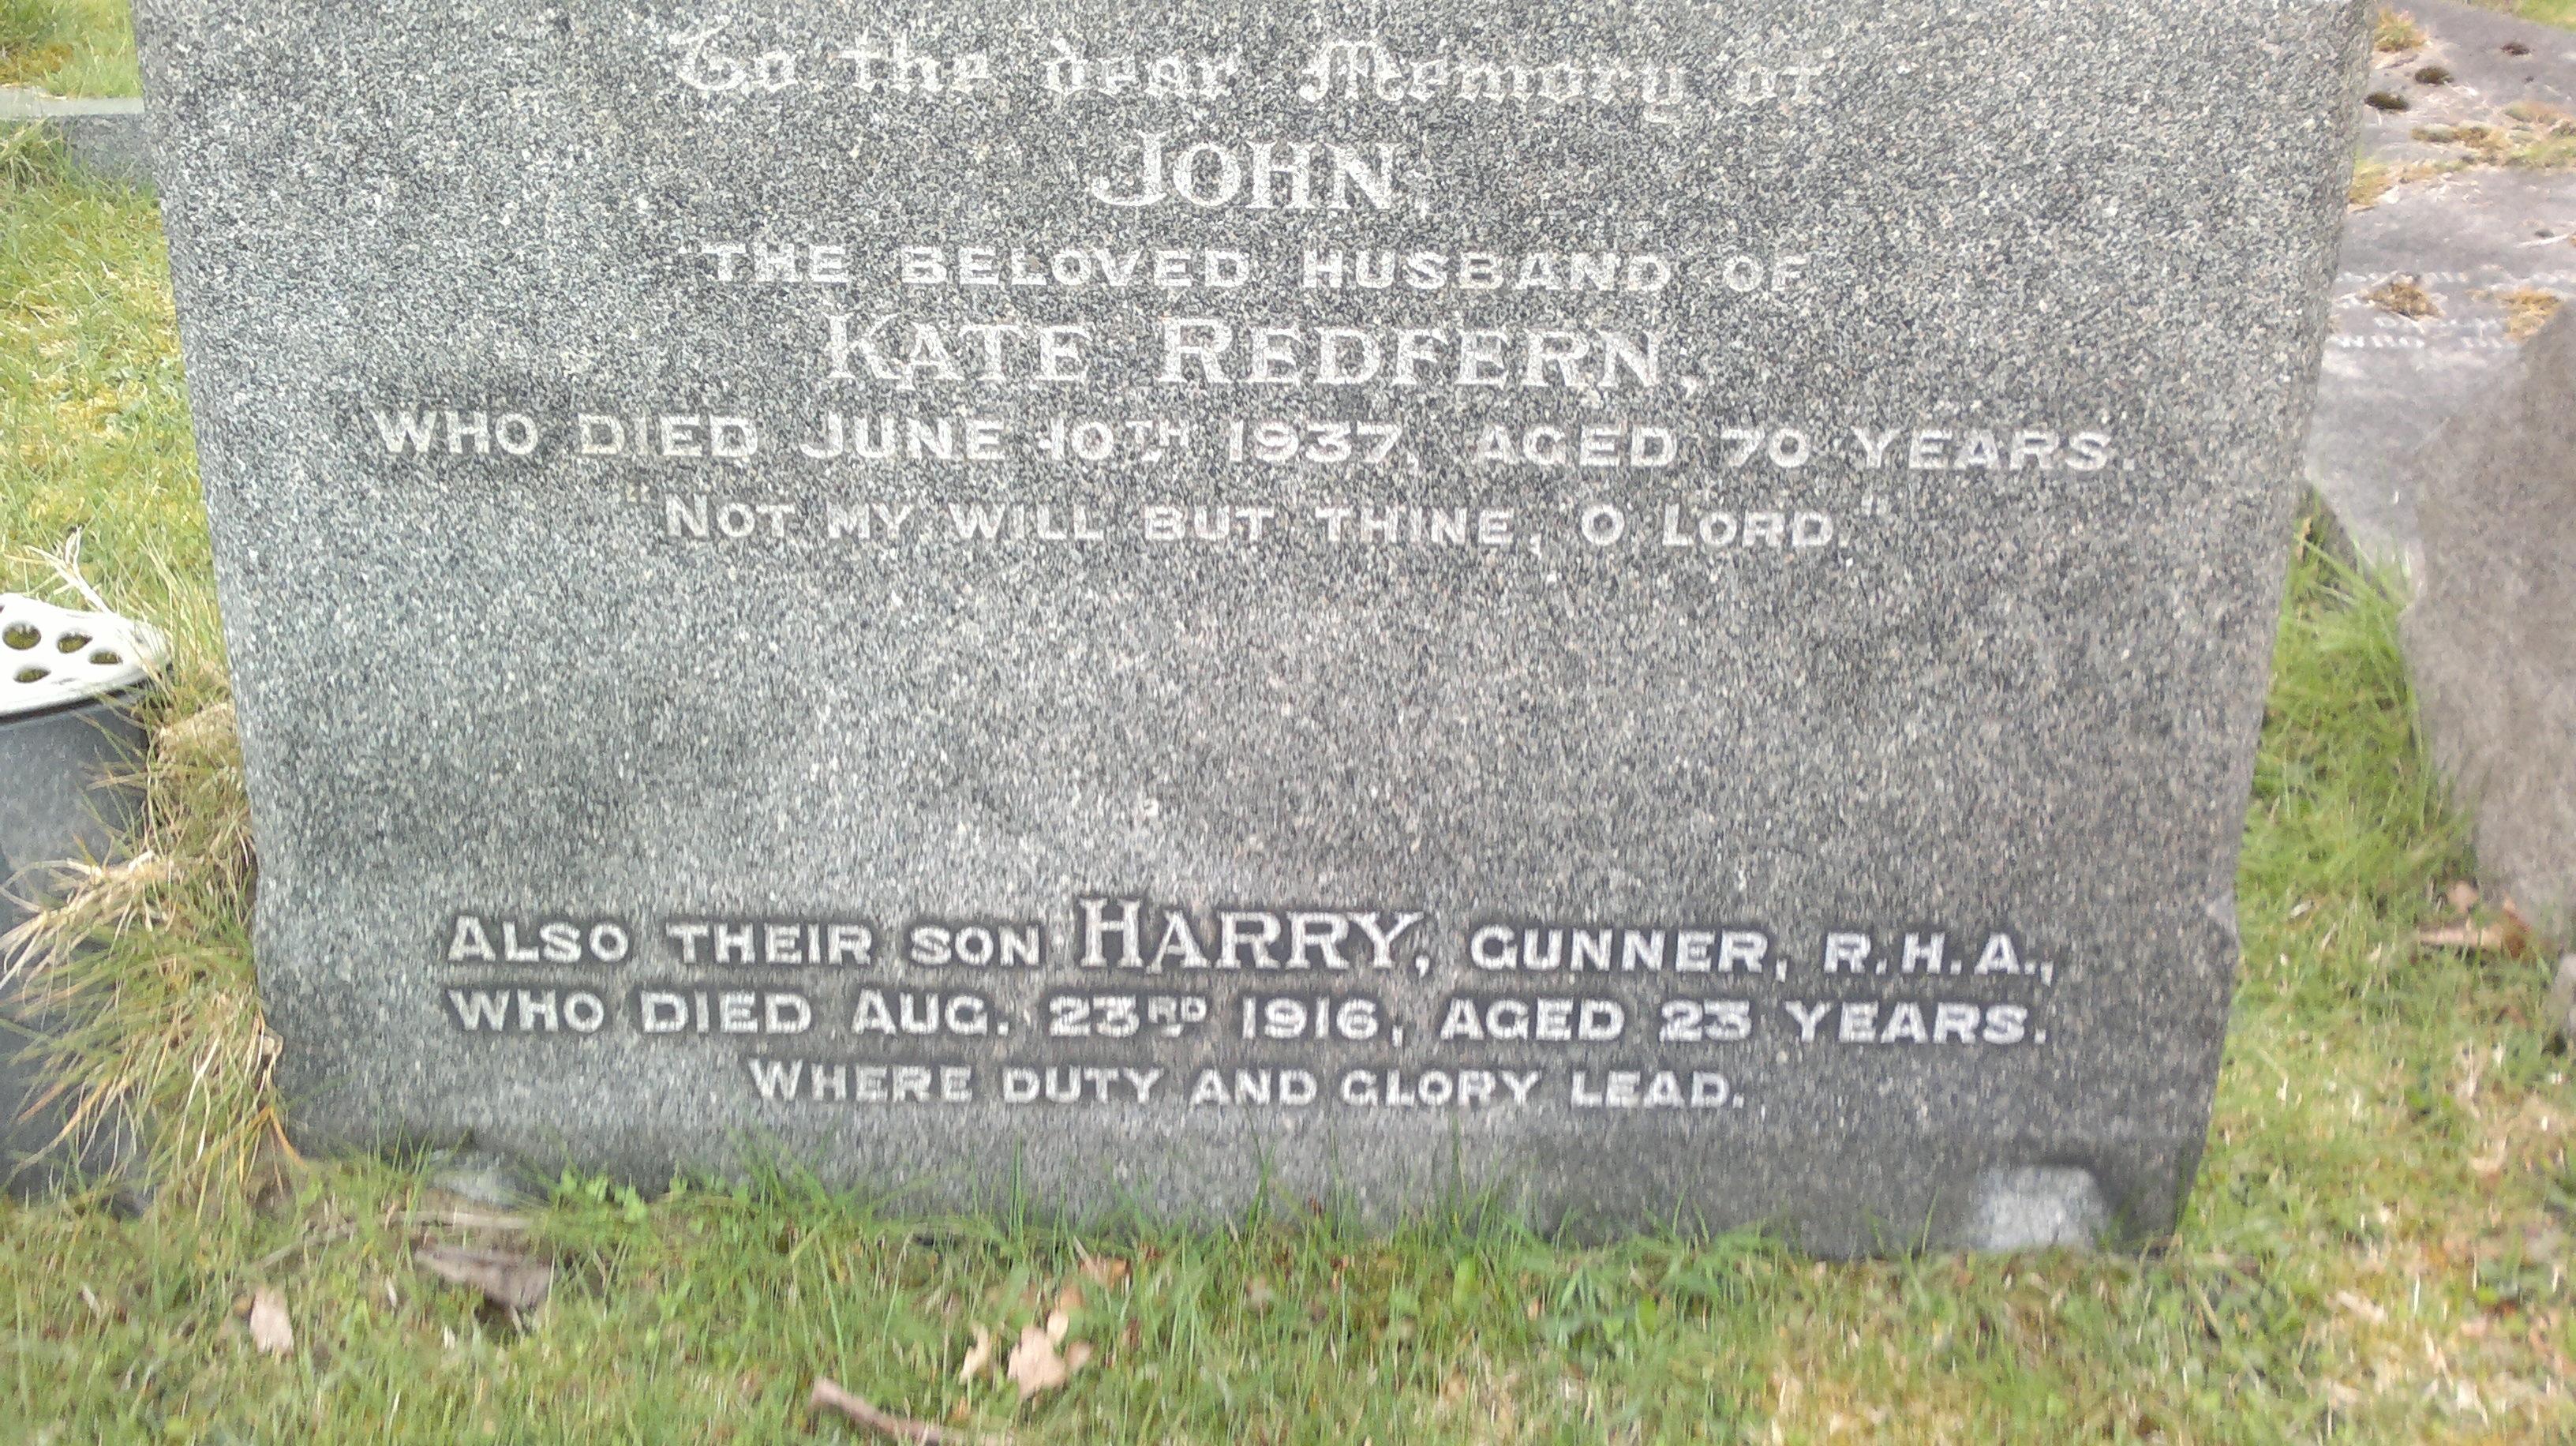 To the dear Memory of
JOHN,
THE BELOVED HUSBAND OF
KATE REDFERN,
WHO DIED JUNE 10TH 1937, AGED 70 YEARS.
"NOT MY WILL BUT THINE, O LORD."
ALSO THEIR SON HARRY, GUNNER, R.H.A.,
WHO DIED AUG. 23RD 1916, AGED 23 YEARS.
WHERE DUTY AND GLORY LEAD.